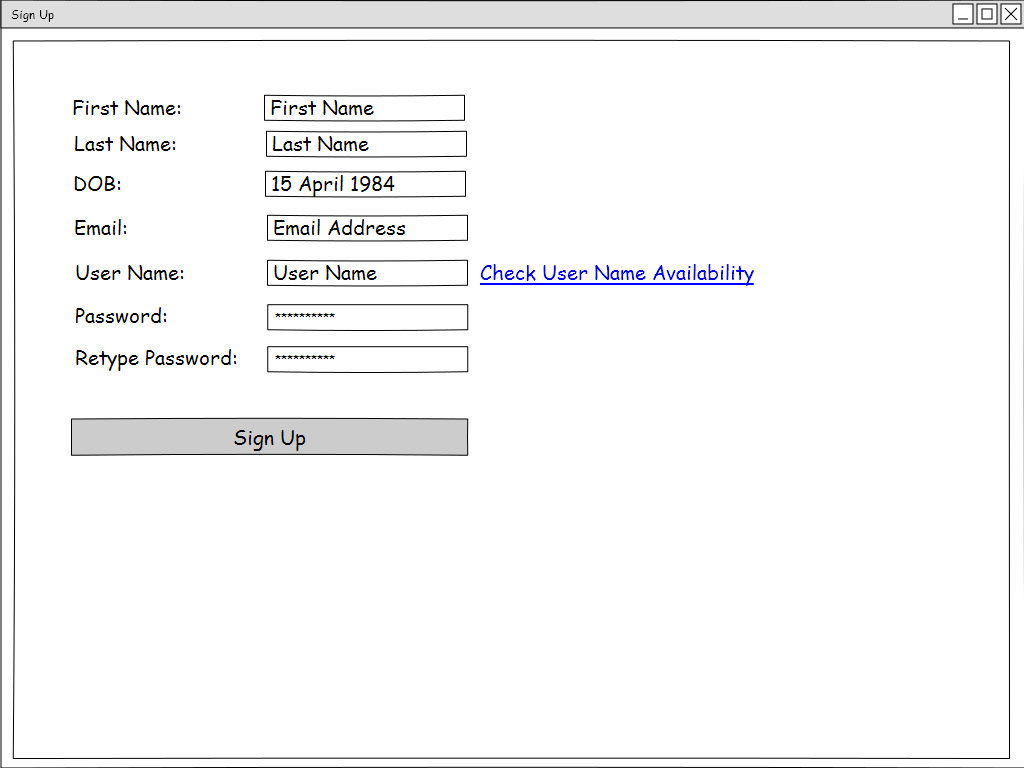 Sign Up
First Name: First Name
Last Name: Last Name
DOB: 15 April 1984
Email: Email Address
User Name: User Name Check User Name Availability
Password: **********
Retype Password: **********
Sign Up